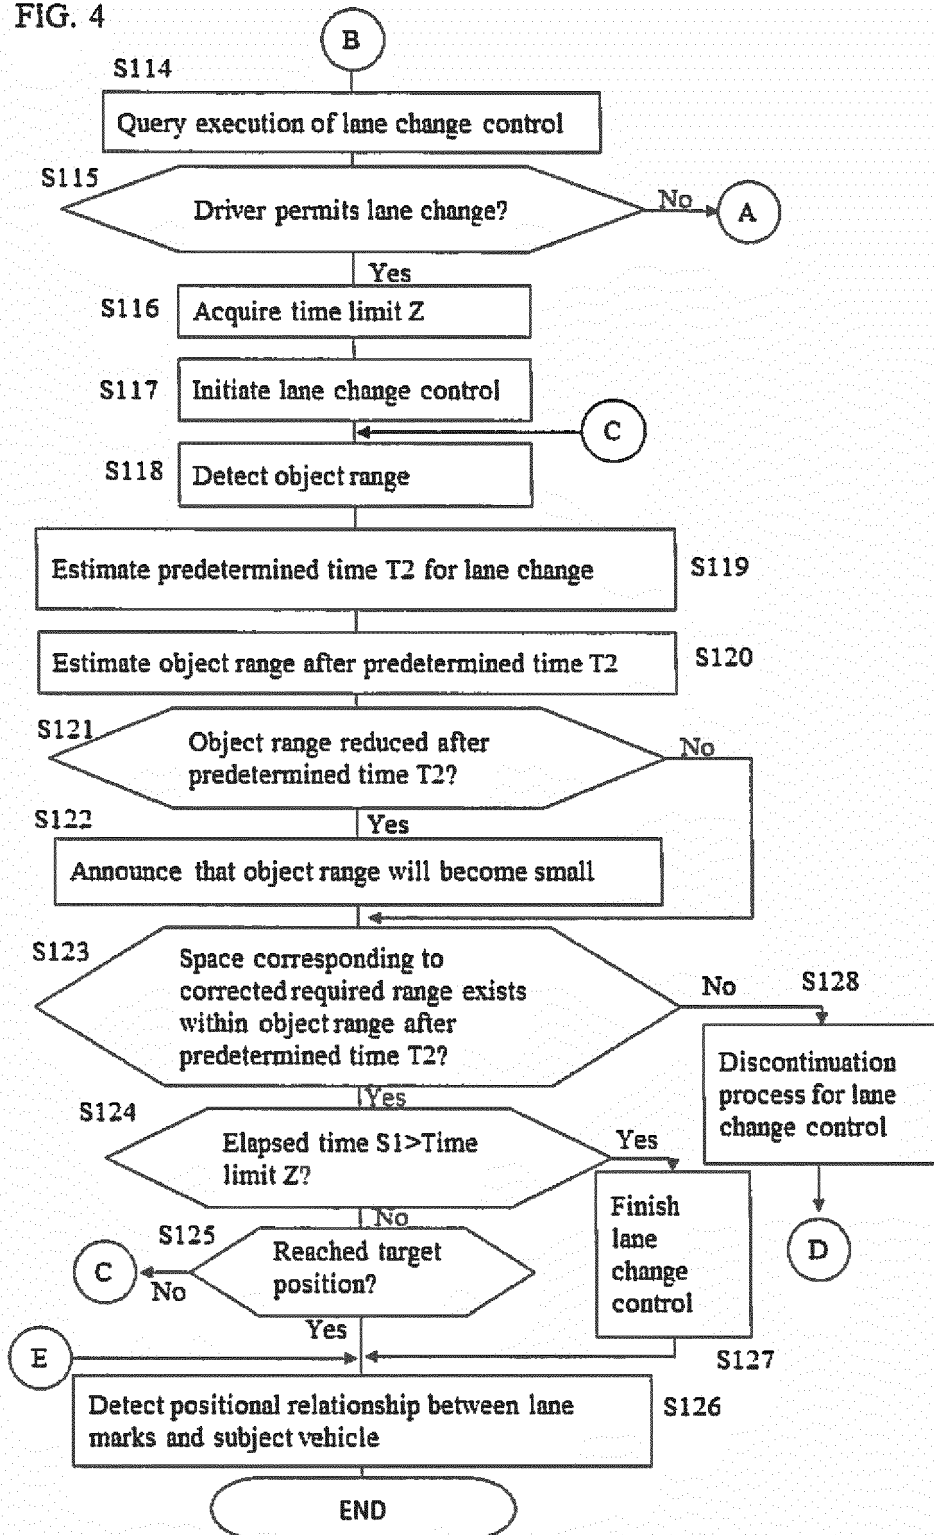 FIG. 4
B
S114
Query execution of lane change control
S115
Driver permits lane change?
No
A
Yes
S116
Acquire time limit Z
S117
Initiate lane change control
C
S118
Detect object range
Estimate predetermined time T2 for lane change
S119
Estimate object range after predetermined time T2
S120
S121
Object range reduced after
predetermined time T2?
No
S122
Yes
Announce that object range will become small
S123
Space corresponding to
corrected required range exists
within object range after
predetermined time T2?
No
S128
Discontinuation
process for lane
change control
Yes
S124
Elapsed time S1>Time
limit Z?
Yes
Finish
lane
change
control
D
No
S125
Reached target
position?
C
No
Yes
E
S127
Detect positional relationship between lane
marks and subject vehicle
S126
END